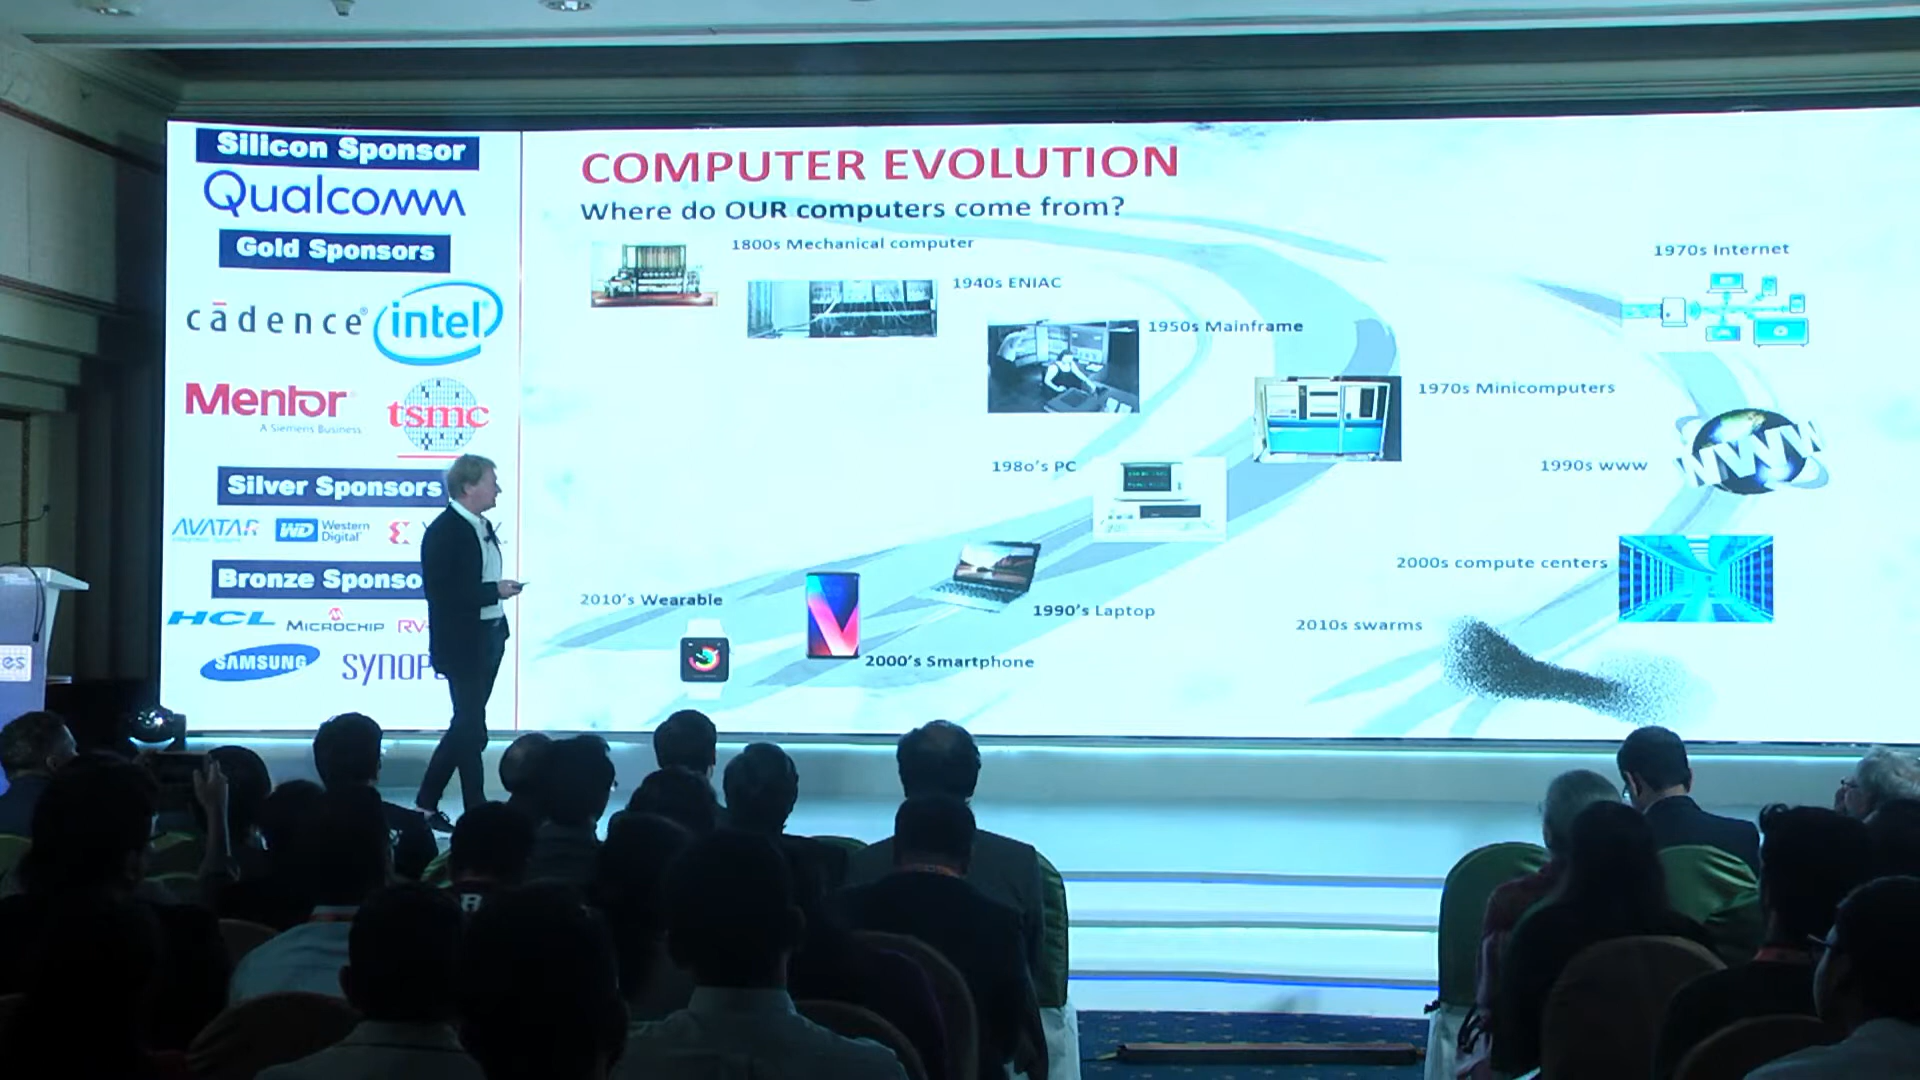 Silicon Sponsor
Qualcomm
Gold Sponsors
cādence®
intel®
Mentor®
A Siemens Business
tsmc
Silver Sponsors
AVATAR
WD Western Digital®
Bronze Sponso
HCL
MICROCHIP
RV
SAMSUNG
SYNOP
es
COMPUTER EVOLUTION
Where do OUR computers come from?
1800s Mechanical computer
1940s ENIAC
1950s Mainframe
1970s Minicomputers
1980's PC
1990's Laptop
2000's Smartphone
2010's Wearable
1970s Internet
1990s www
WWW
2000s compute centers
2010s swarms